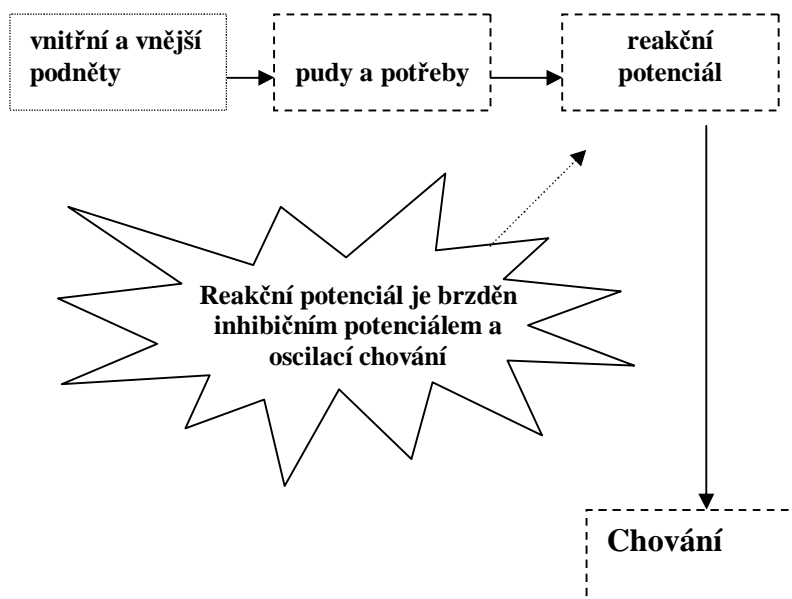 vnitřní a vnější
podněty
pudy a potřeby
reakční
potenciál
Reakční potenciál je brzděn
inhibičním potenciálem a
oscilací chování
Chování